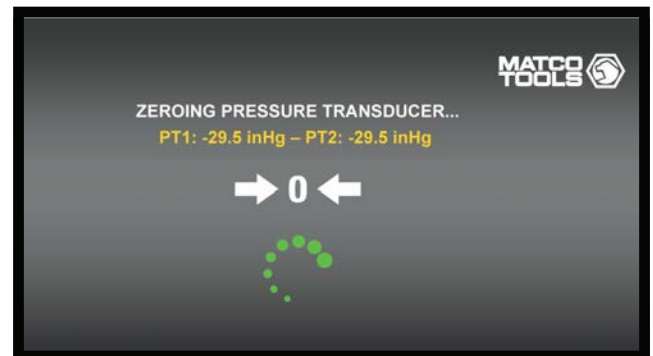 MATCO
TOOLS
ZEROING PRESSURE TRANSDUCER...
PT1: -29.5 inHg – PT2: -29.5 inHg
0